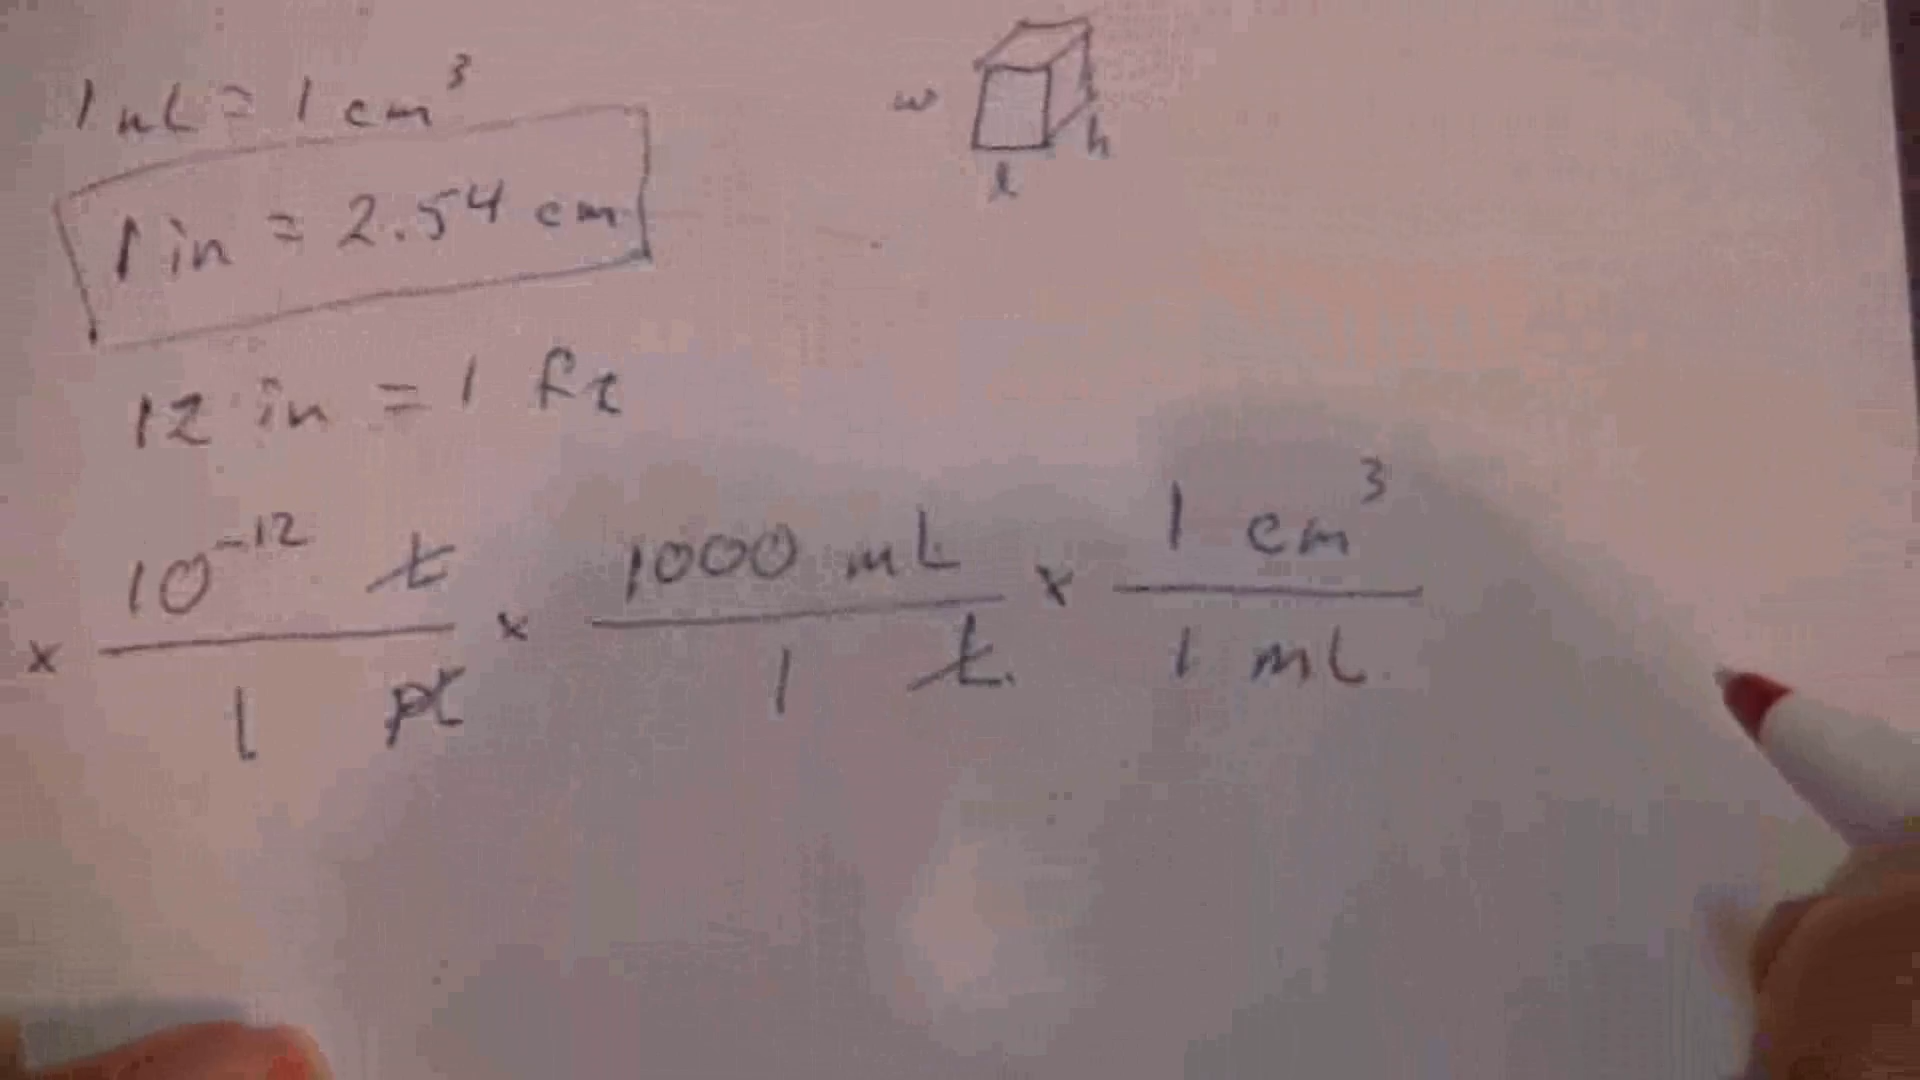 1 mL = 1 cm³
w
h
l
1 in = 2.54 cm
12 in = 1 ft
x 10⁻¹² L / 1 pL x 1000 mL / 1 L x 1 cm³ / 1 mL